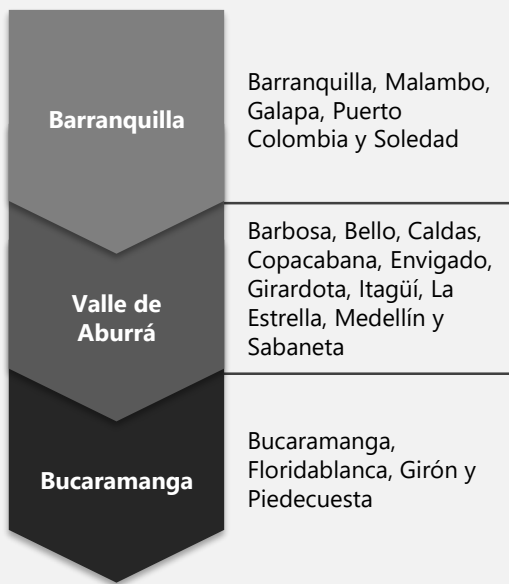 Barranquilla
Barranquilla, Malambo,
Galapa, Puerto
Colombia y Soledad
Valle de
Aburrá
Barbosa, Bello, Caldas,
Copacabana, Envigado,
Girardota, Itagüí, La
Estrella, Medellín y
Sabaneta
Bucaramanga
Bucaramanga,
Floridablanca, Girón y
Piedecuesta